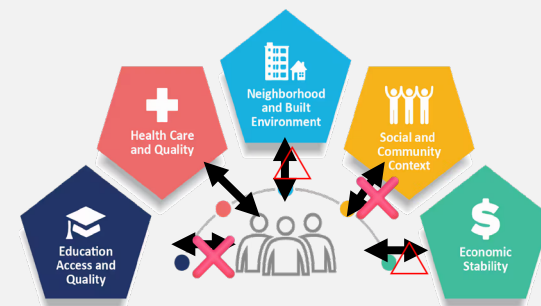 Neighborhood
and Built
Environment
Health Care
and Quality
Social and
Community
Context
Education
Access and
Quality
$
Economic
Stability